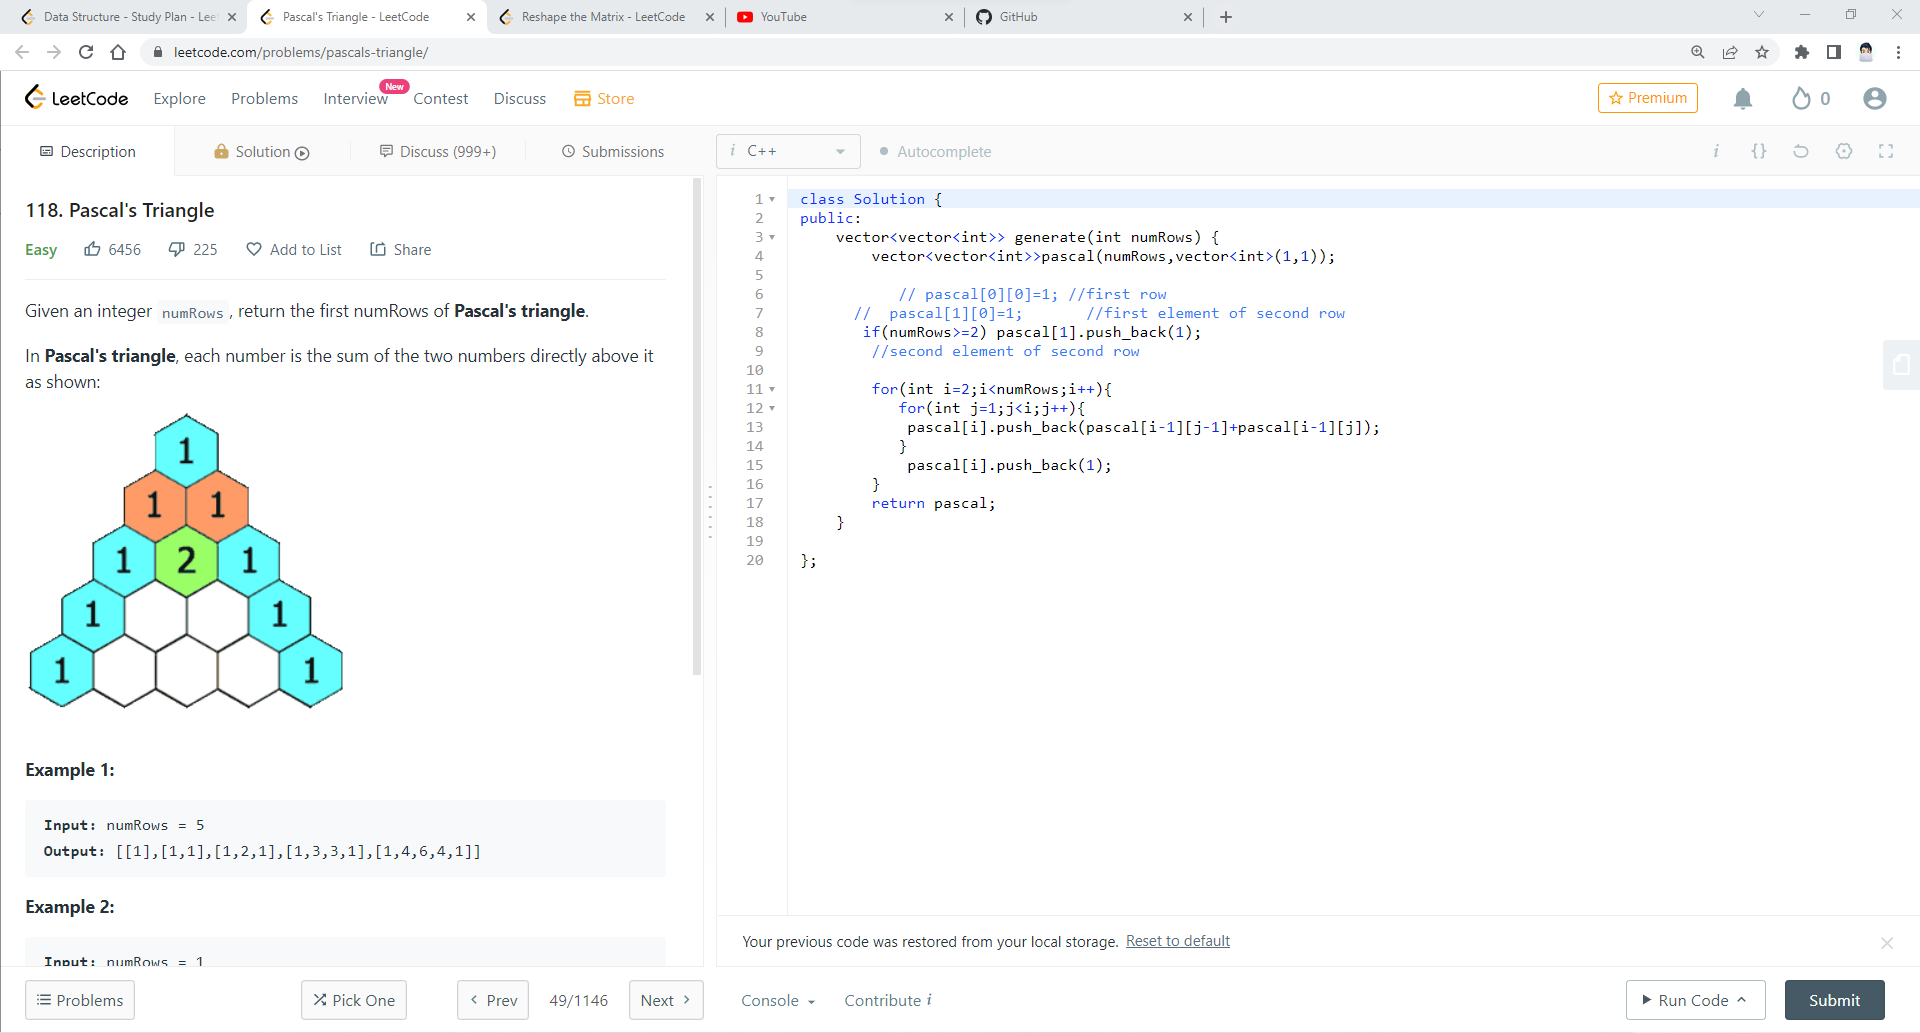 Data Structure - Study Plan - Lee
Pascal's Triangle - LeetCode
Reshape the Matrix - LeetCode
YouTube
GitHub
leetcode.com/problems/pascals-triangle/
LeetCode
Explore
Problems
Interview
New
Contest
Discuss
Store
Premium
0
Description
Solution
Discuss (999+)
Submissions
i C++
Autocomplete
i {}
118. Pascal's Triangle
Easy
6456
225
Add to List
Share
Given an integer numRows , return the first numRows of Pascal's triangle.
In Pascal's triangle, each number is the sum of the two numbers directly above it
as shown:
1
1 1
1 2 1
1 1
1 1
Example 1:
Input: numRows = 5
Output: [[1],[1,1],[1,2,1],[1,3,3,1],[1,4,6,4,1]]
Example 2:
Input: numRows = 1
1 class Solution {
2 public:
3 vector<vector<int>> generate(int numRows) {
4 vector<vector<int>>pascal(numRows,vector<int>(1,1));
5
6 // pascal[0][0]=1; //first row
7 // pascal[1][0]=1; //first element of second row
8 if(numRows>=2) pascal[1].push_back(1);
9 //second element of second row
10
11 for(int i=2;i<numRows;i++){
12 for(int j=1;j<i;j++){
13 pascal[i].push_back(pascal[i-1][j-1]+pascal[i-1][j]);
14 }
15 pascal[i].push_back(1);
16 }
17 return pascal;
18 }
19
20 };
Your previous code was restored from your local storage. Reset to default
Problems
Pick One
Prev
49/1146
Next
Console
Contribute i
Run Code
Submit